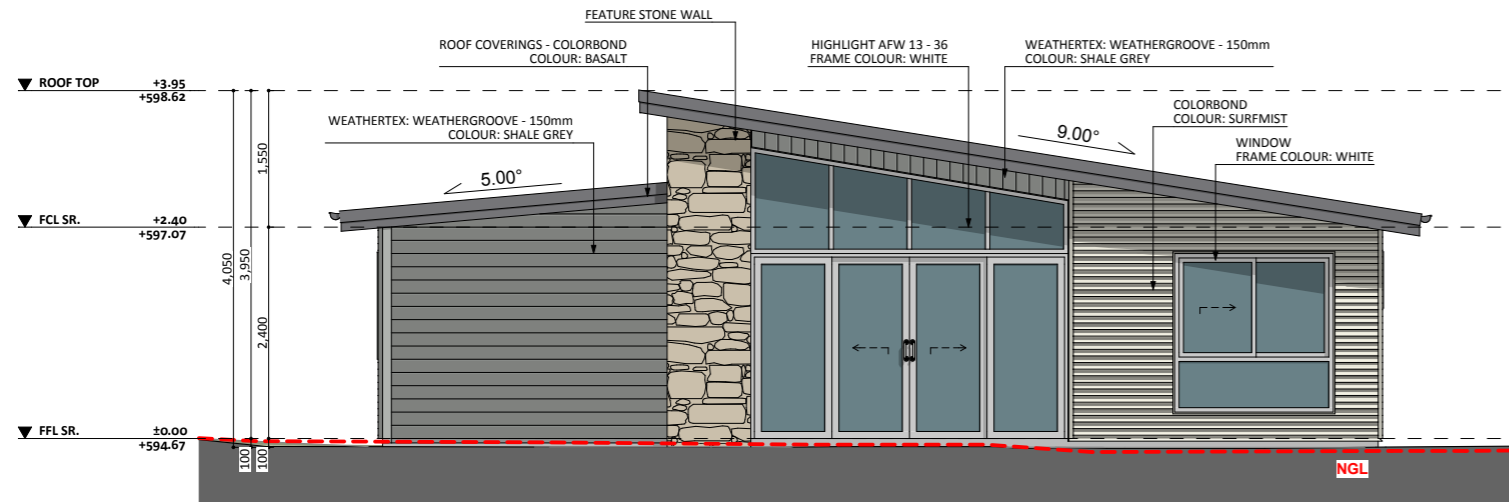 FEATURE STONE WALL
ROOF COVERINGS - COLORBOND
COLOUR: BASALT
HIGHLIGHT AFW 13 - 36
FRAME COLOUR: WHITE
WEATHERTEX: WEATHERGROOVE - 150mm
COLOUR: SHALE GREY
ROOF TOP
+3.95
+598.62
COLORBOND
COLOUR: SURFMIST
WEATHERTEX: WEATHERGROOVE - 150mm
COLOUR: SHALE GREY
9.00°
WINDOW
FRAME COLOUR: WHITE
1,550
5.00°
FCL SR.
+2.40
+597.07
4,050
3,950
2,400
FFL SR.
±0.00
+594.67
100
100
NGL